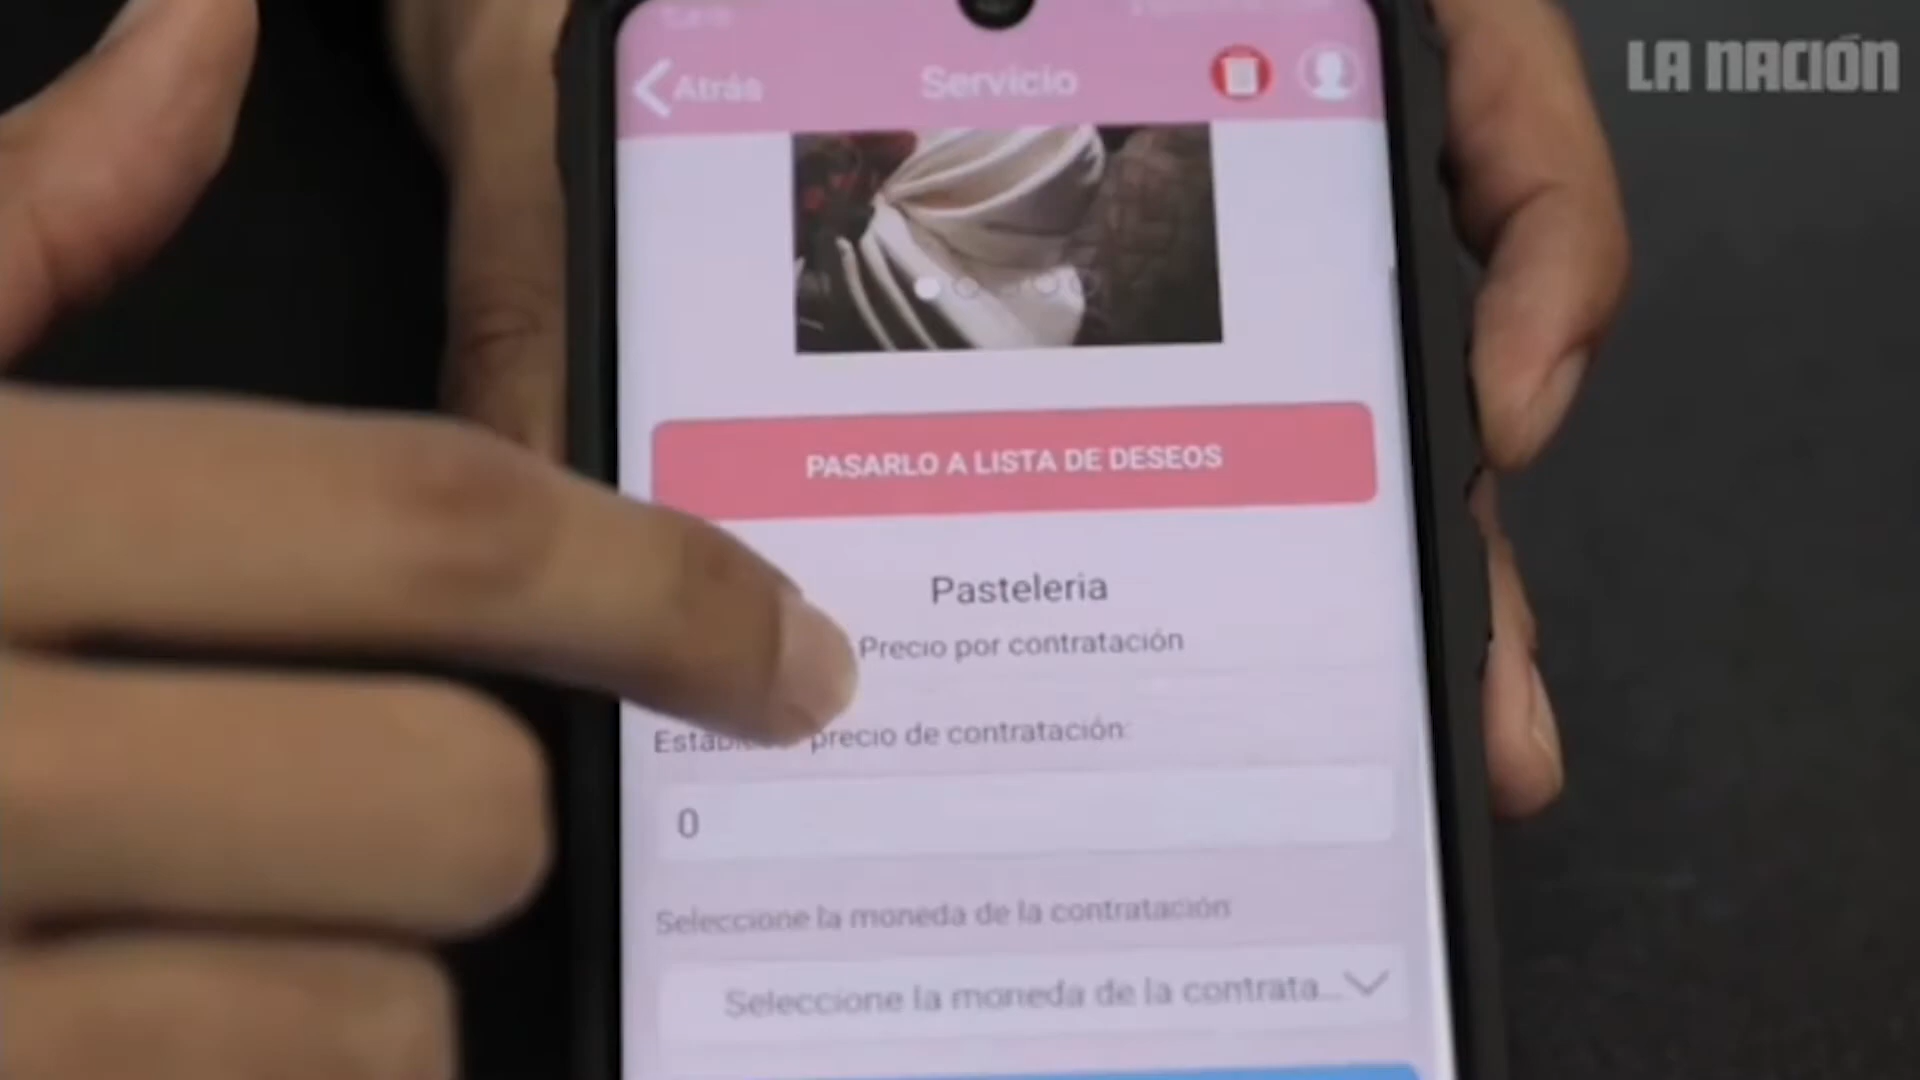 LA NACIÓN
Atrás
Servicio
PASARLO A LISTA DE DESEOS
Pasteleria
Precio por contratación
precio de contratación:
0
Seleccione la moneda de la contratación
Seleccione la moneda de la contrata...